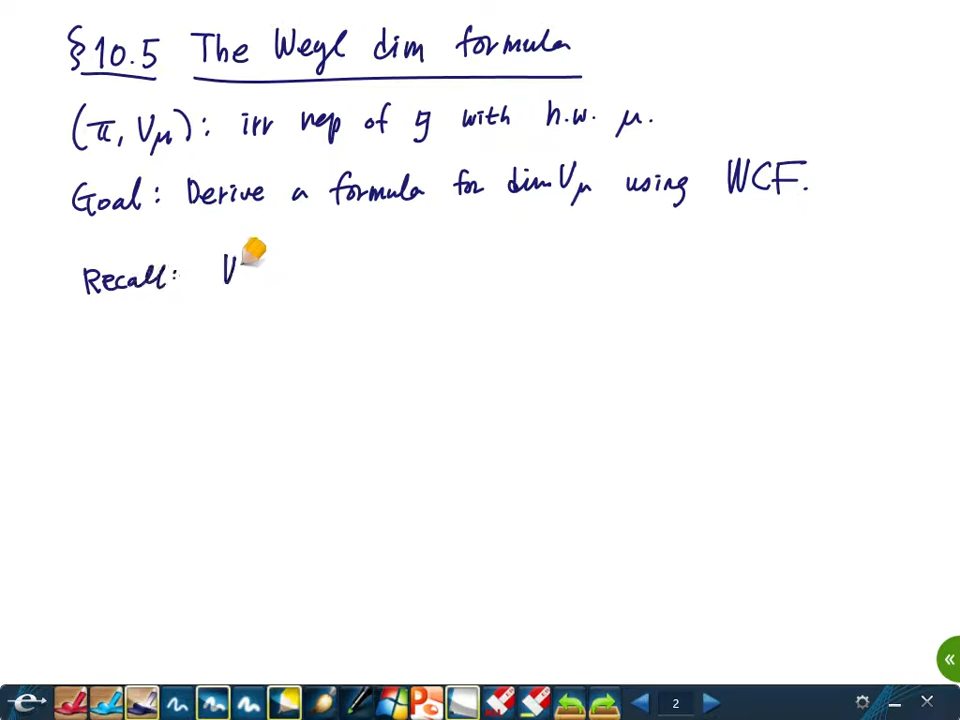 §10.5 The Weyl dim formula
(π, Vμ): irr rep of 𝔤 with h.w. μ.
Goal: Derive a formula for dim Vμ using WCF.
Recall: V
2